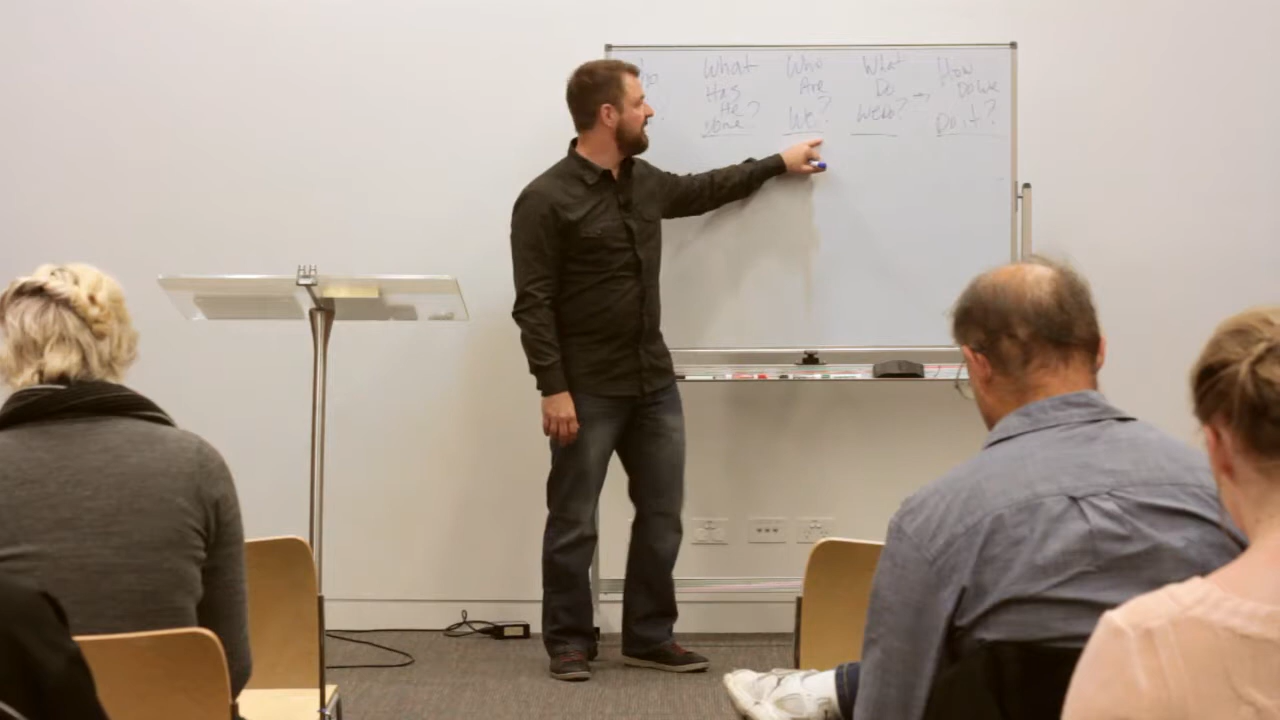 What
Has
He
Done?
Who
Are
We?
What
Do
We Do? →
How
Do We
Do it?